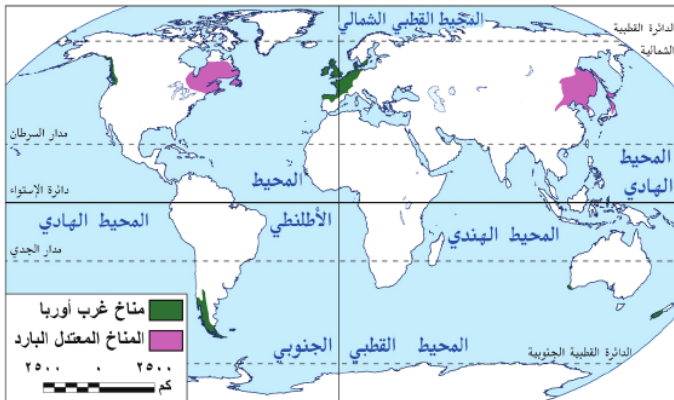 المحيط القطبي الشمالي
الدائرة القطبية
الشمالية
مدار السرطان
المحيط
الهادي
المحيط
الأطلنطي
دائرة الإستواء
المحيط الهادي
المحيط الهندي
مدار الجدي
مناخ غرب أوربا
المناخ المعتدل البارد
٢٥٠٠ ٠ ٢٥٠٠
كم
المحيط القطبي الجنوبي
الدائرة القطبية الجنوبية